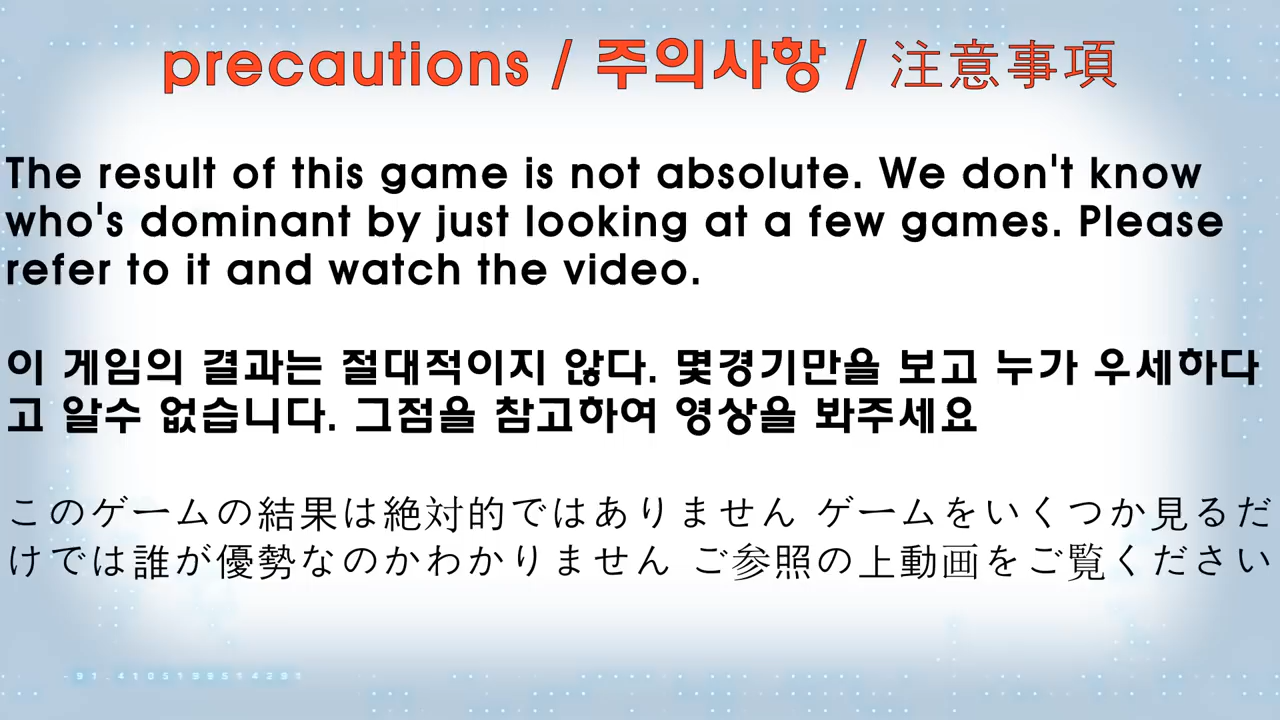 precautions / 주의사항 / 注意事項
The result of this game is not absolute. We don't know
who's dominant by just looking at a few games. Please
refer to it and watch the video.
이 게임의 결과는 절대적이지 않다. 몇경기만을 보고 누가 우세하다
고 알수 없습니다. 그점을 참고하여 영상을 봐주세요
このゲームの結果は絶対的ではありません ゲームをいくつか見るだ
けでは誰が優勢なのかわかりません ご参照の上動画をご覧ください